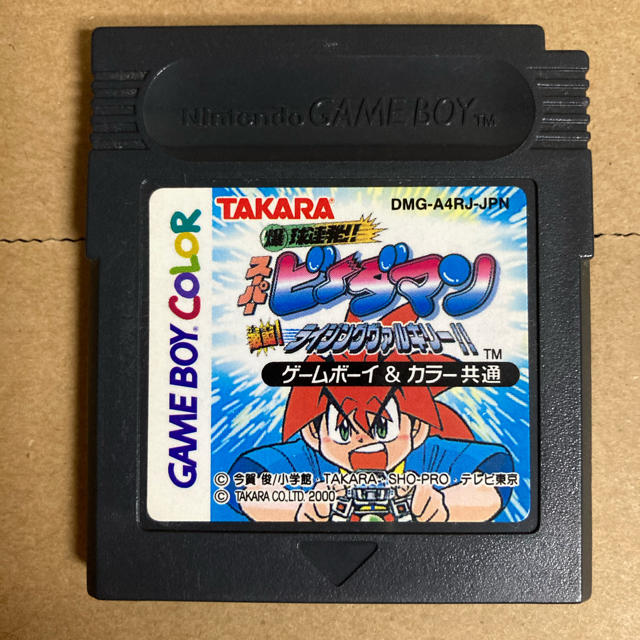 Nintendo GAME BOY TM
GAME BOY COLOR
TAKARA
DMG-A4RJ-JPN
爆球連発!!
スーパー
ビーダマン
激闘!
ライジングヴァルキリー!!
TM
ゲームボーイ & カラー共通
© 今賀 俊/小学館・TAKARA・SHO-PRO・テレビ東京
© TAKARA CO.LTD. 2000